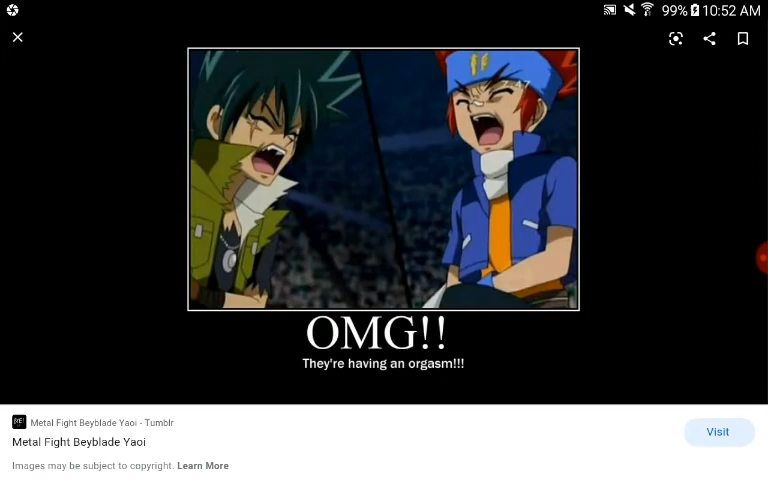 99% 10:52 AM
OMG!!
They're having an orgasm!!!
Metal Fight Beyblade Yaoi - Tumblr
Metal Fight Beyblade Yaoi
Visit
Images may be subject to copyright. Learn More